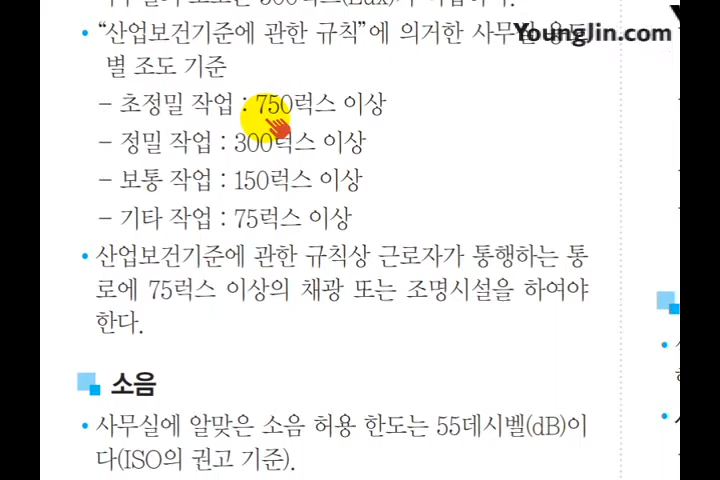 • “산업보건기준에 관한 규칙”에 의거한 사무실 용도
별 조도 기준
– 초정밀 작업 : 750럭스 이상
– 정밀 작업 : 300럭스 이상
– 보통 작업 : 150럭스 이상
– 기타 작업 : 75럭스 이상
• 산업보건기준에 관한 규칙상 근로자가 통행하는 통
로에 75럭스 이상의 채광 또는 조명시설을 하여야
한다.
소음
• 사무실에 알맞은 소음 허용 한도는 55데시벨(dB)이
다(ISO의 권고 기준).
YoungJin.com